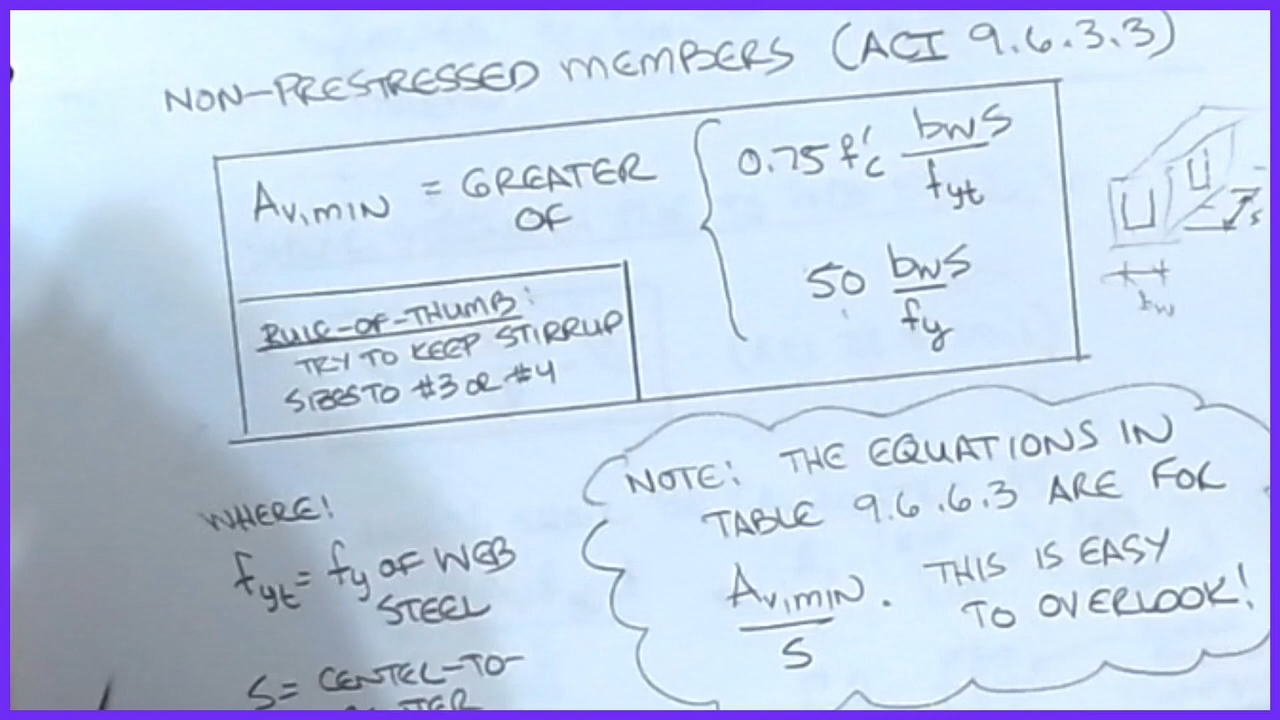 NON-PRESTRESSED MEMBERS (ACI 9.6.3.3)
Av,min = GREATER OF
0.75 f'c bws/fyt
50 bws/fy
RULE-OF-THUMB:
TRY TO KEEP STIRRUP
SIZES TO #3 OR #4
bw
s
NOTE: THE EQUATIONS IN
TABLE 9.6.6.3 ARE FOR
Av,min/S. THIS IS EASY
TO OVERLOOK!
WHERE!
fyt = fy OF WEB
STEEL
S = CENTER-TO-